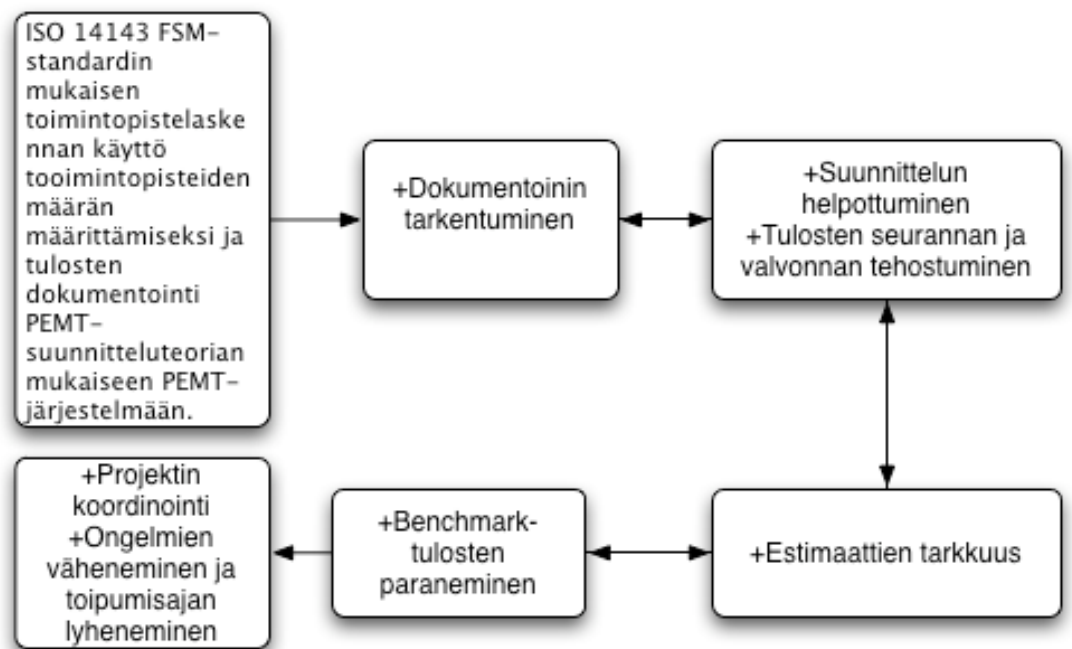 ISO 14143 FSM-
standardin
mukaisen
toimintopistelaske
nnan käyttö
tooimintopisteiden
määrän
määrittämiseksi ja
tulosten
dokumentointi
PEMT-
suunnitteluteorian
mukaiseen PEMT-
järjestelmään.
+Dokumentoinin
tarkentuminen
+Suunnittelun
helpottuminen
+Tulosten seurannan ja
valvonnan tehostuminen
+Estimaattien tarkkuus
+Benchmark-
tulosten
paraneminen
+Projektin
koordinointi
+Ongelmien
väheneminen ja
toipumisajan
lyheneminen